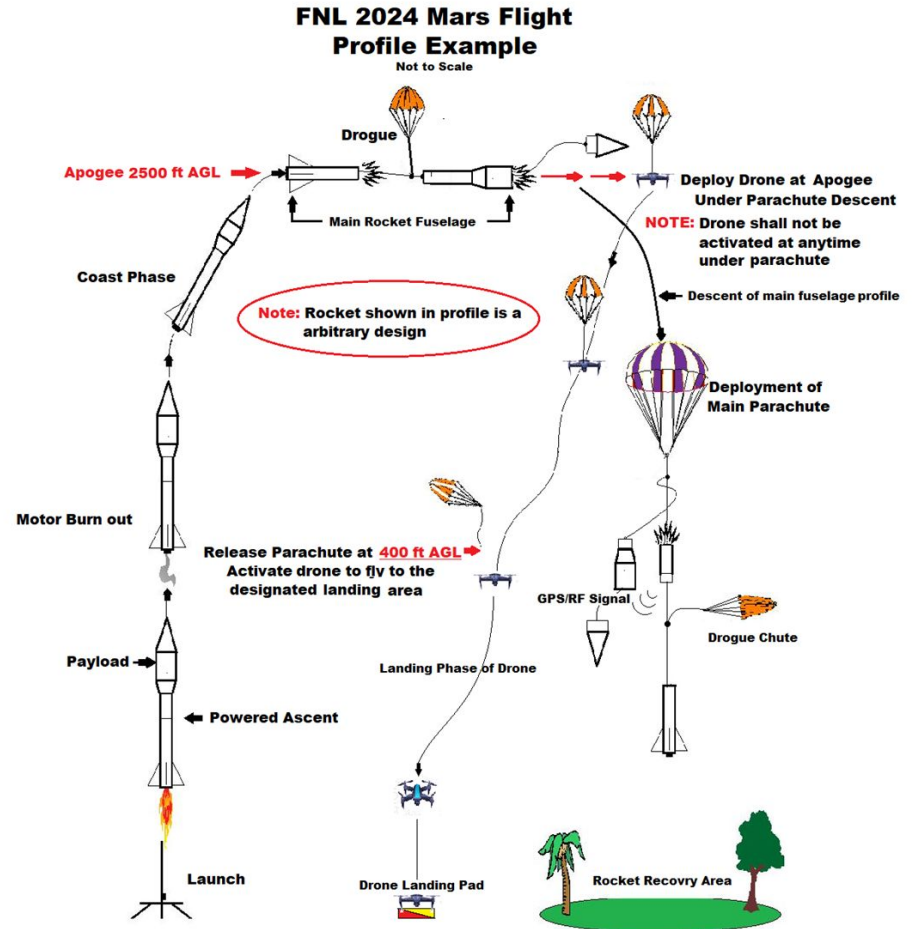 FNL 2024 Mars Flight
Profile Example
Not to Scale
Drogue
Apogee 2500 ft AGL
Main Rocket Fuselage
Deploy Drone at Apogee
Under Parachute Descent
NOTE: Drone shall not be
activated at anytime
under parachute
Coast Phase
Note: Rocket shown in profile is a
arbitrary design
Descent of main fuselage profile
Deployment of
Main Parachute
Motor Burn out
Release Parachute at 400 ft AGL
Activate drone to fly to the
designated landing area
GPS/RF Signal
Drogue Chute
Payload
Landing Phase of Drone
Powered Ascent
Launch
Drone Landing Pad
Rocket Recovry Area